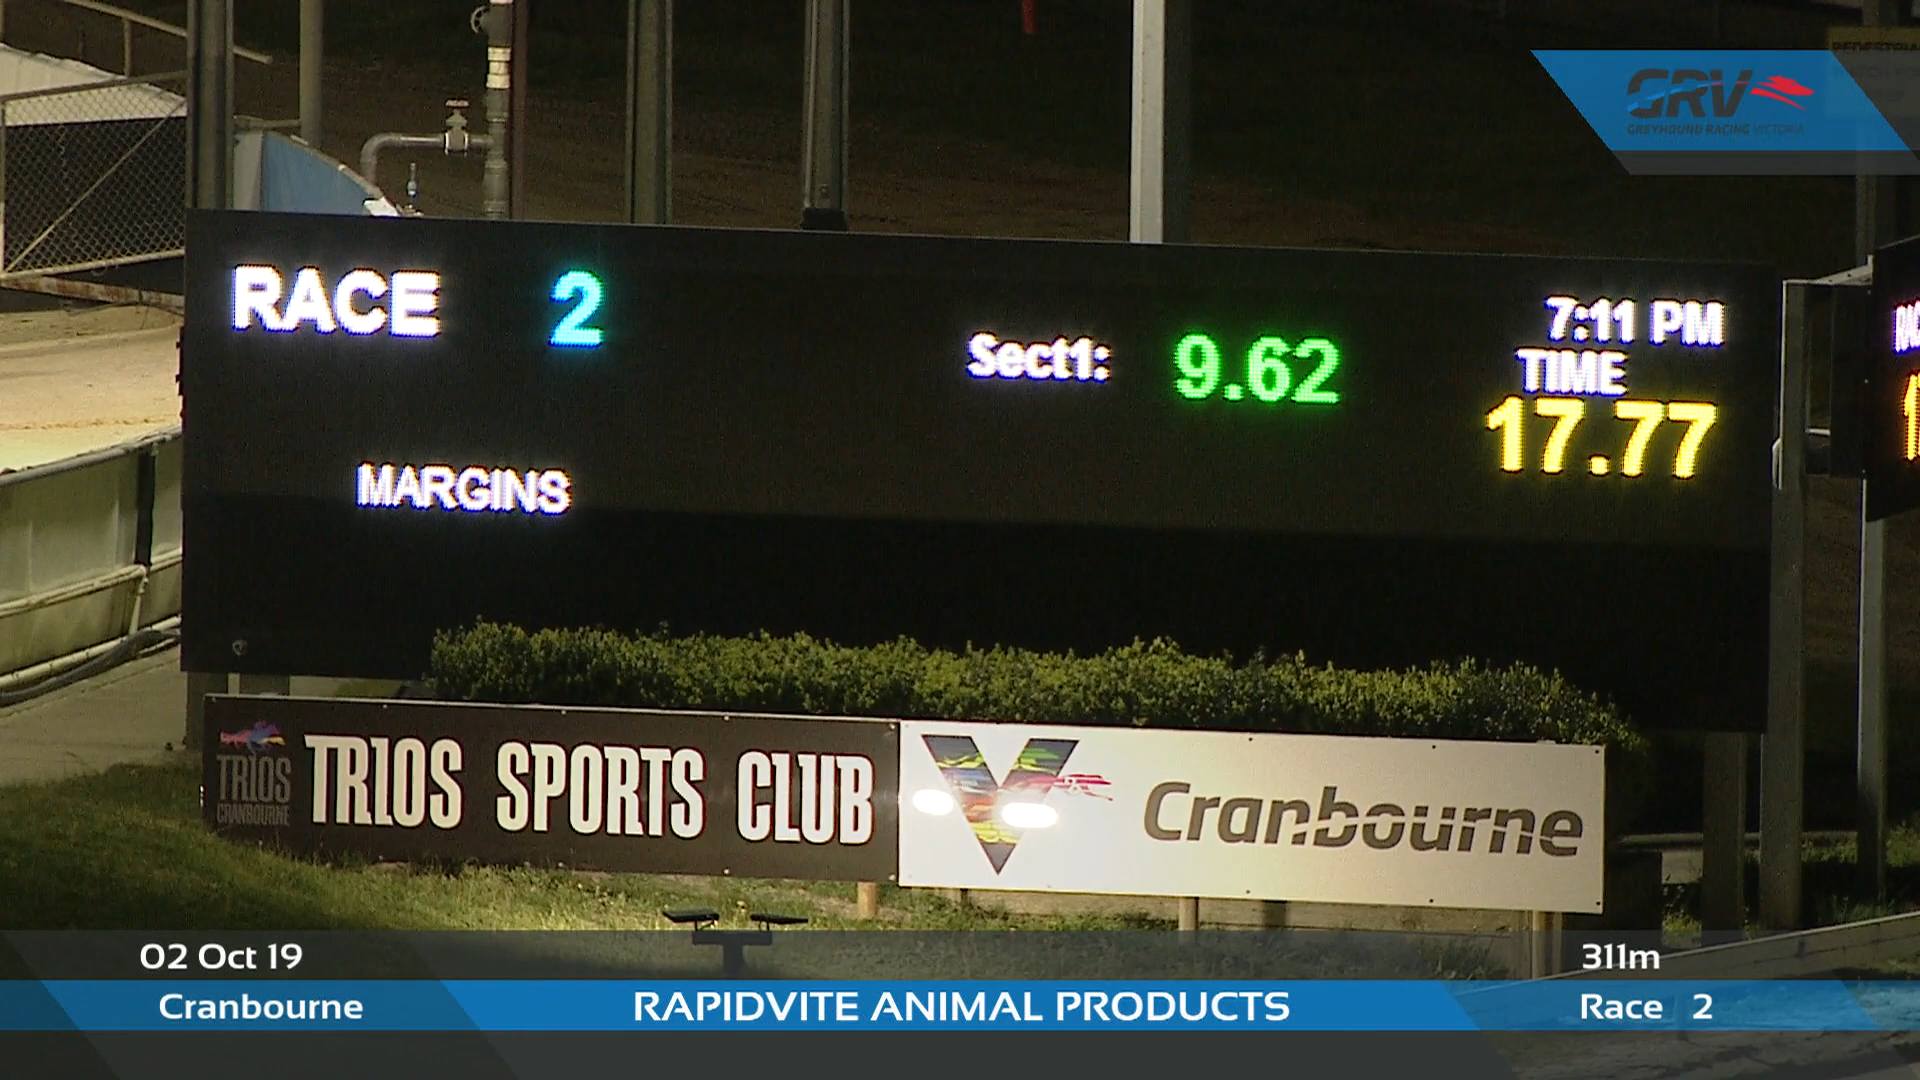 GRV
GREYHOUND RACING VICTORIA
RACE 2
7:11 PM
Sect1: 9.62
TIME
17.77
MARGINS
TRIOS
CRANBOURNE
TRIOS SPORTS CLUB
Cranbourne
02 Oct 19
311m
Cranbourne
RAPIDVITE ANIMAL PRODUCTS
Race 2